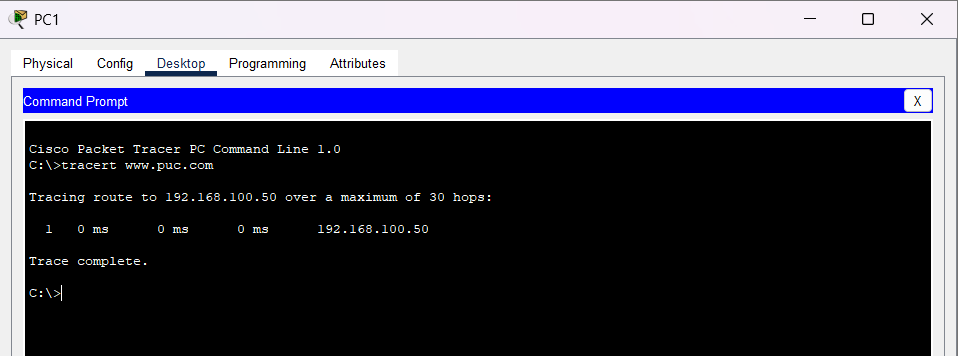 PC1
Physical Config Desktop Programming Attributes
Command Prompt X
Cisco Packet Tracer PC Command Line 1.0
C:\>tracert www.puc.com
Tracing route to 192.168.100.50 over a maximum of 30 hops:
1 0 ms 0 ms 0 ms 192.168.100.50
Trace complete.
C:\>